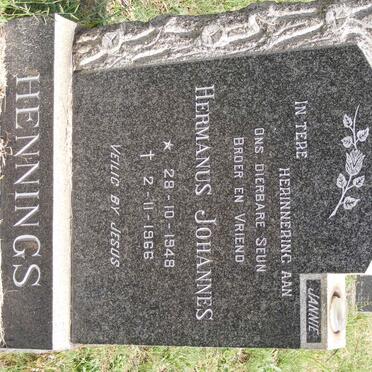 IN TERE
HERINNERING AAN
ONS DIERBARE SEUN
BROER EN VRIEND
HERMANUS JOHANNES
★ 28-10-1948
† 2-11-1966
VEILIG BY JESUS
HENNINGS
JANNIE